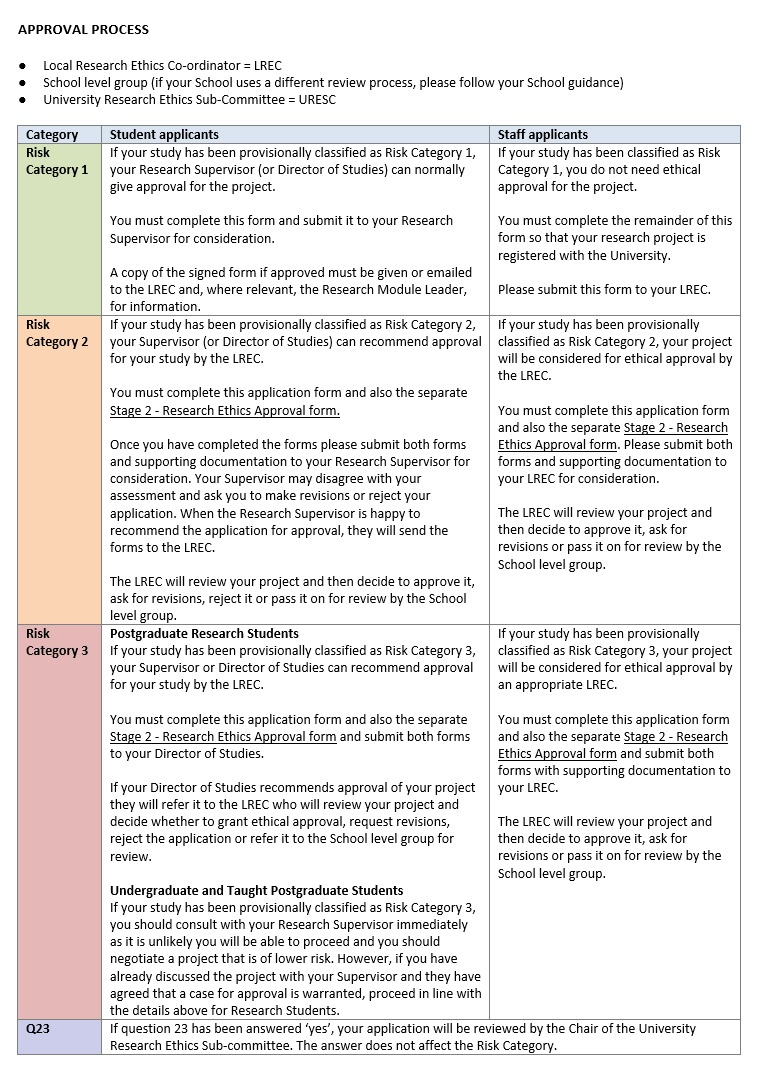 APPROVAL PROCESS
● Local Research Ethics Co-ordinator = LREC
● School level group (if your School uses a different review process, please follow your School guidance)
● University Research Ethics Sub-Committee = URESC
Category
Student applicants
Staff applicants
Risk
Category 1
If your study has been provisionally classified as Risk Category 1,
your Research Supervisor (or Director of Studies) can normally
give approval for the project.
You must complete this form and submit it to your Research
Supervisor for consideration.
A copy of the signed form if approved must be given or emailed
to the LREC and, where relevant, the Research Module Leader,
for information.
If your study has been classified as Risk
Category 1, you do not need ethical
approval for the project.
You must complete the remainder of this
form so that your research project is
registered with the University.
Please submit this form to your LREC.
Risk
Category 2
If your study has been provisionally classified as Risk Category 2,
your Supervisor (or Director of Studies) can recommend approval
for your study by the LREC.
You must complete this application form and also the separate
Stage 2 - Research Ethics Approval form.
Once you have completed the forms please submit both forms
and supporting documentation to your Research Supervisor for
consideration. Your Supervisor may disagree with your
assessment and ask you to make revisions or reject your
application. When the Research Supervisor is happy to
recommend the application for approval, they will send the
forms to the LREC.
The LREC will review your project and then decide to approve it,
ask for revisions, reject it or pass it on for review by the School
level group.
If your study has been provisionally
classified as Risk Category 2, your project
will be considered for ethical approval by
the LREC.
You must complete this application form
and also the separate Stage 2 - Research
Ethics Approval form. Please submit both
forms and supporting documentation to
your LREC for consideration.
The LREC will review your project and
then decide to approve it, ask for
revisions or pass it on for review by the
School level group.
Risk
Category 3
Postgraduate Research Students
If your study has been provisionally classified as Risk Category 3,
your Supervisor or Director of Studies can recommend approval
for your study by the LREC.
You must complete this application form and also the separate
Stage 2 - Research Ethics Approval form and submit both forms
to your Director of Studies.
If your Director of Studies recommends approval of your project
they will refer it to the LREC who will review your project and
decide whether to grant ethical approval, request revisions,
reject the application or refer it to the School level group for
review.
Undergraduate and Taught Postgraduate Students
If your study has been provisionally classified as Risk Category 3,
you should consult with your Research Supervisor immediately
as it is unlikely you will be able to proceed and you should
negotiate a project that is of lower risk. However, if you have
already discussed the project with your Supervisor and they have
agreed that a case for approval is warranted, proceed in line with
the details above for Research Students.
If your study has been provisionally
classified as Risk Category 3, your project
will be considered for ethical approval by
an appropriate LREC.
You must complete this application form
and also the separate Stage 2 - Research
Ethics Approval form and submit both
forms with supporting documentation to
your LREC.
The LREC will review your project and
then decide to approve it, ask for
revisions or pass it on for review by the
School level group.
Q23
If question 23 has been answered ‘yes’, your application will be reviewed by the Chair of the University
Research Ethics Sub-committee. The answer does not affect the Risk Category.